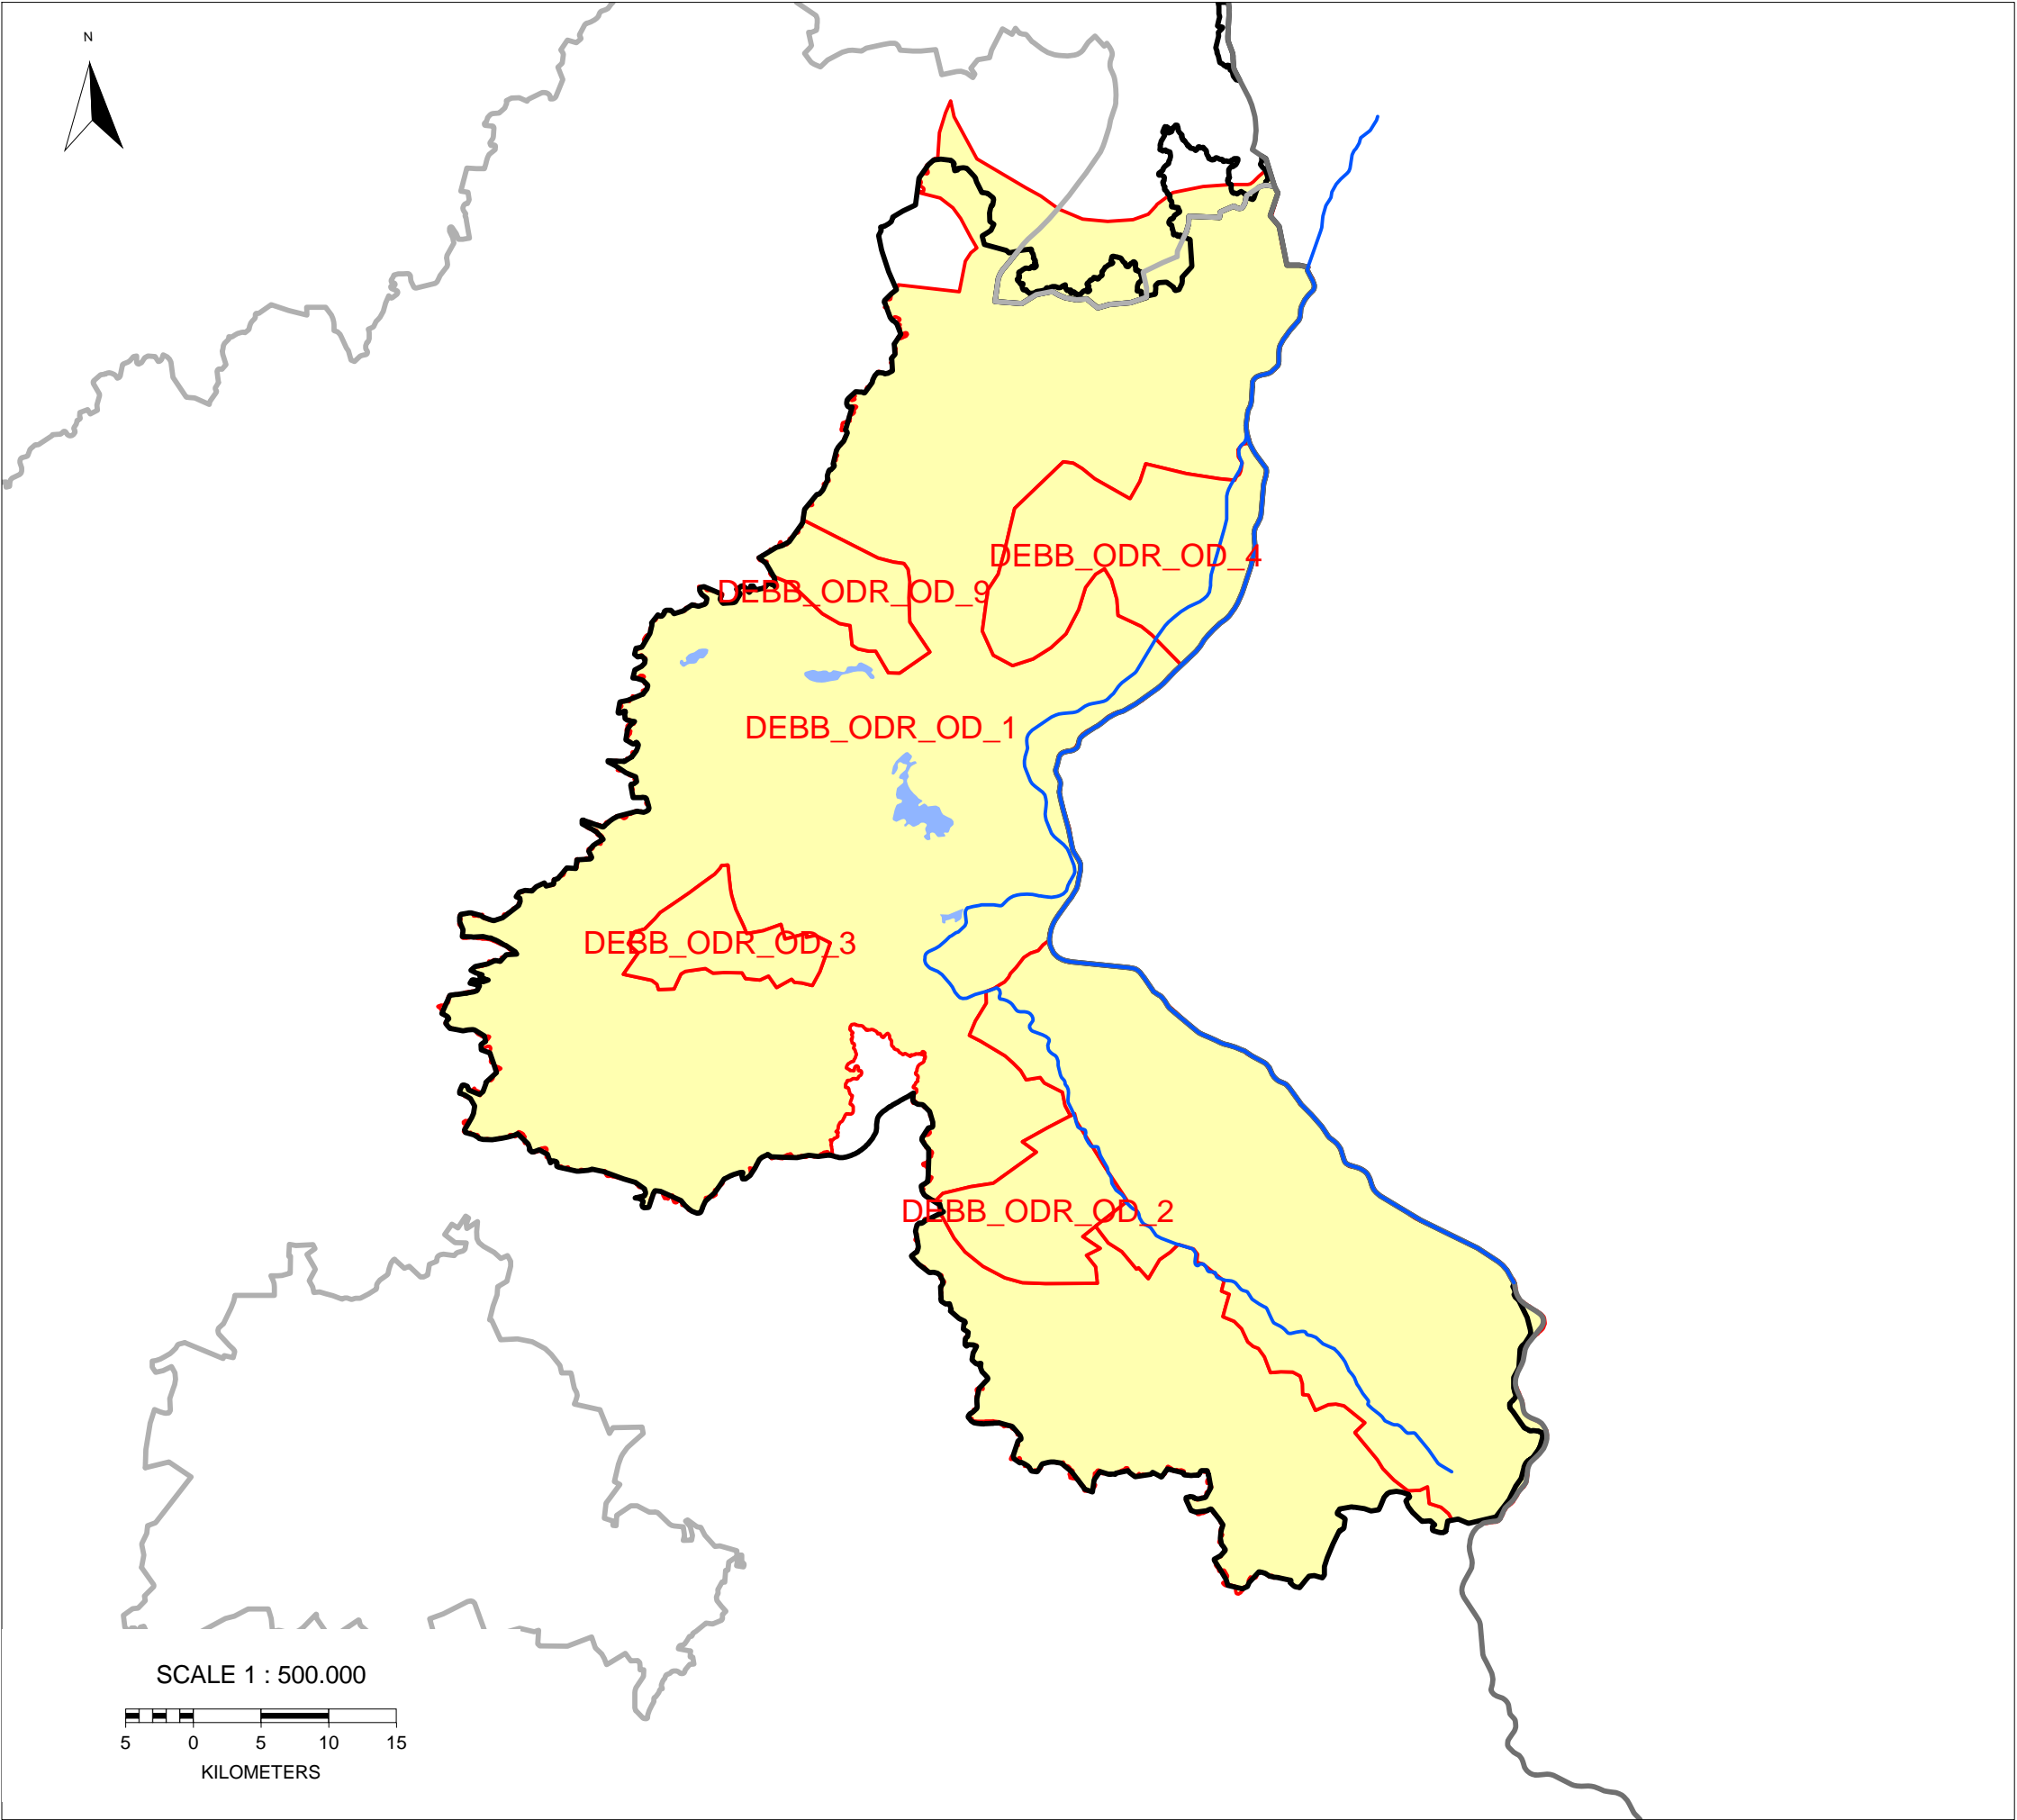 N
DEBB_ODR_OD_4
DEBB_ODR_OD_9
DEBB_ODR_OD_1
DEBB_ODR_OD_3
DEBB_ODR_OD_2
SCALE 1 : 500.000
5 0 5 10 15
KILOMETERS